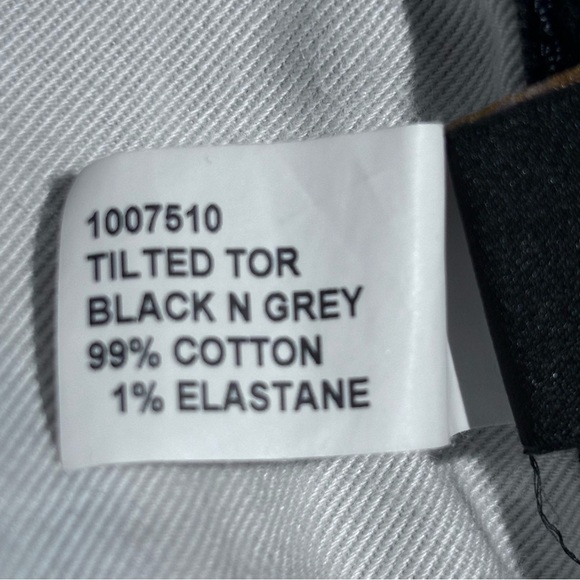 1007510
TILTED TOR
BLACK N GREY
99% COTTON
1% ELASTANE